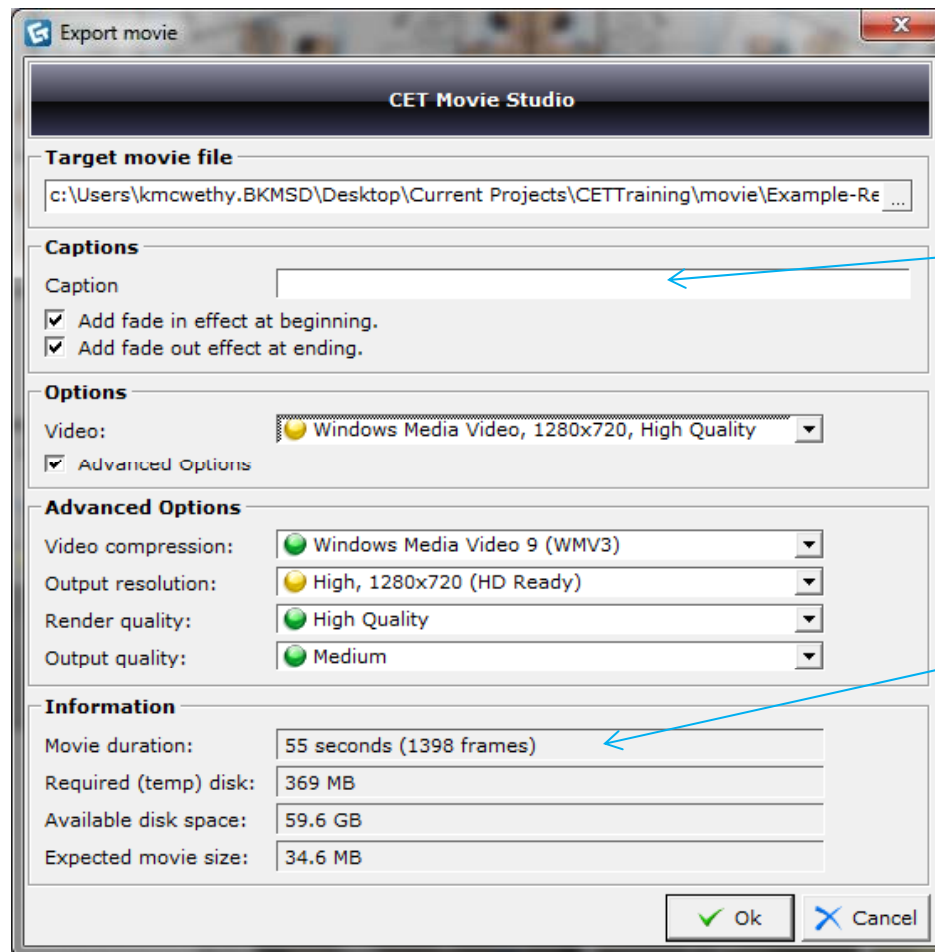 Export movie
CET Movie Studio
Target movie file
c:\Users\kmcwethy.BKMSD\Desktop\Current Projects\CETTraining\movie\Example-Re ...
Captions
Caption
Add fade in effect at beginning.
Add fade out effect at ending.
Options
Video: Windows Media Video, 1280x720, High Quality
Advanced Options
Advanced Options
Video compression: Windows Media Video 9 (WMV3)
Output resolution: High, 1280x720 (HD Ready)
Render quality: High Quality
Output quality: Medium
Information
Movie duration: 55 seconds (1398 frames)
Required (temp) disk: 369 MB
Available disk space: 59.6 GB
Expected movie size: 34.6 MB
Ok Cancel